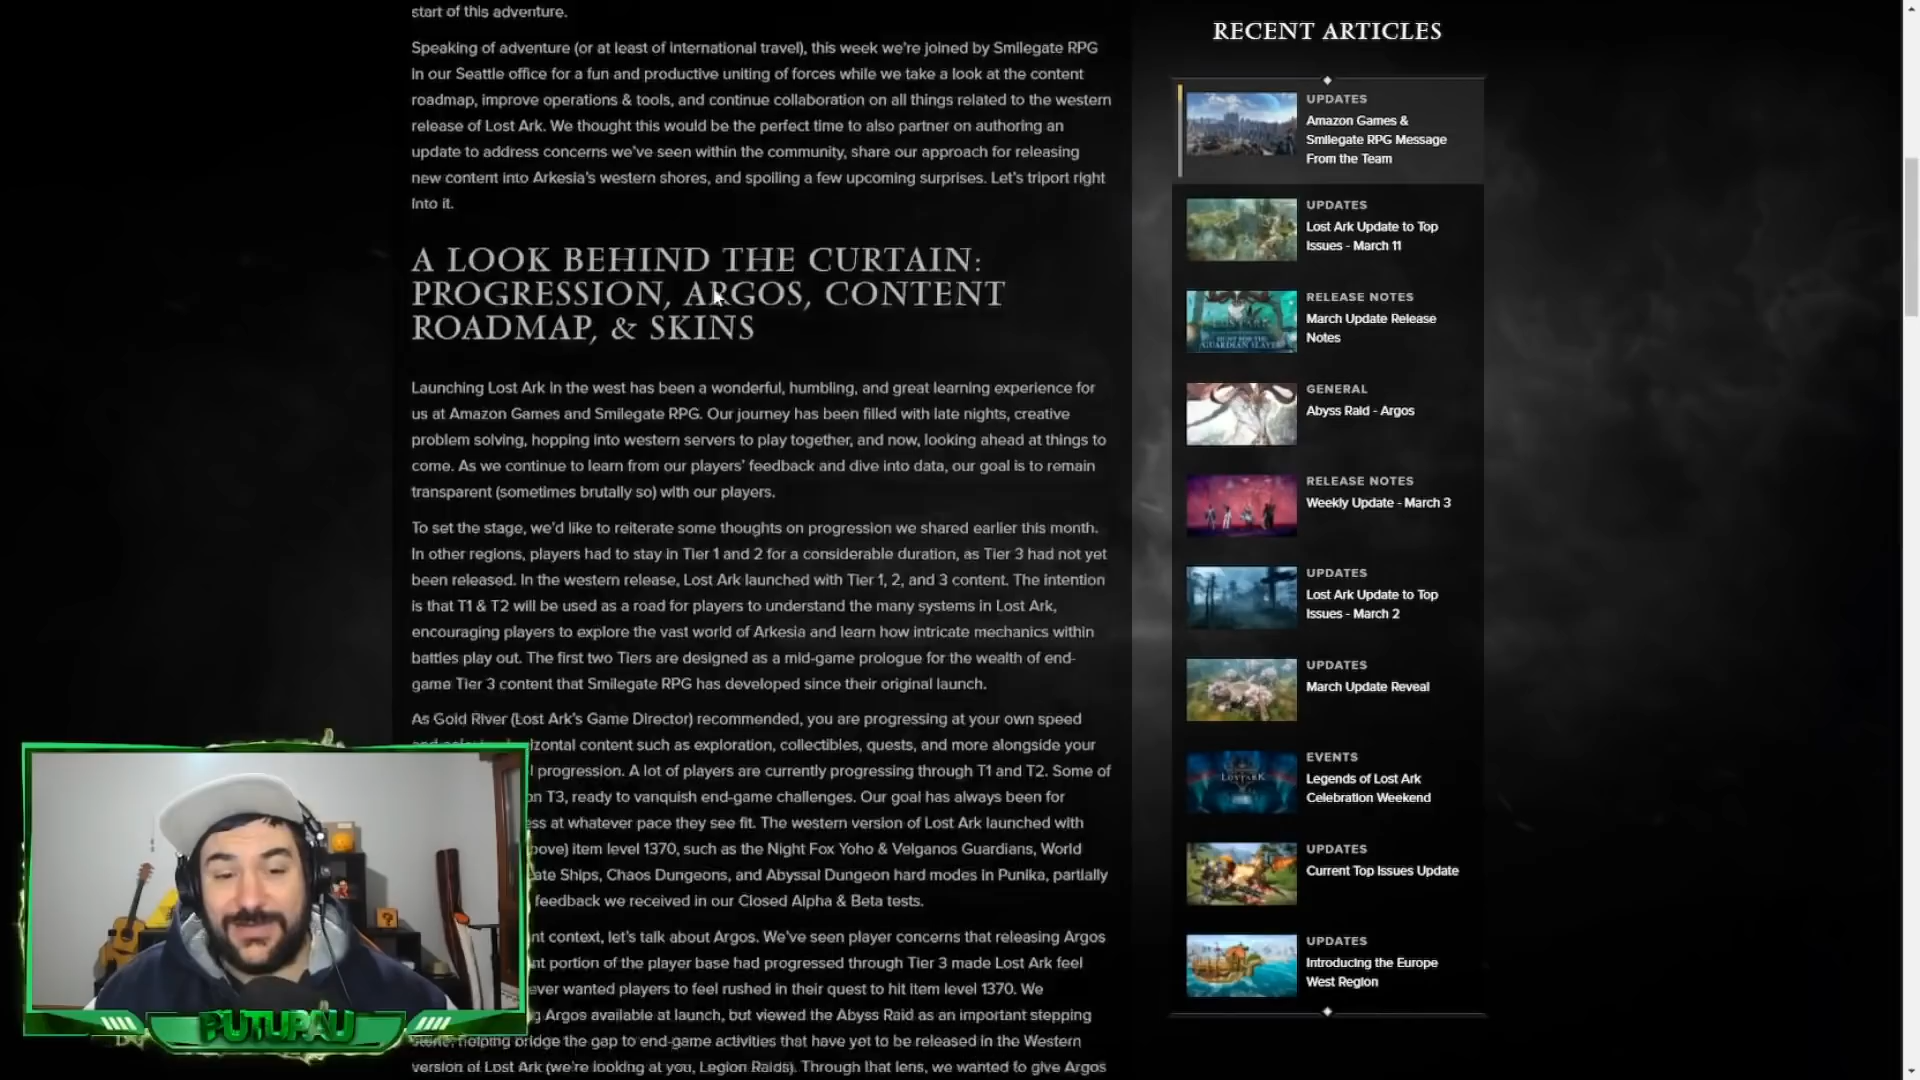 start of this adventure.
Speaking of adventure (or at least of international travel), this week we're joined by Smilegate RPG
in our Seattle office for a fun and productive uniting of forces while we take a look at the content
roadmap, improve operations & tools, and continue collaboration on all things related to the western
release of Lost Ark. We thought this would be the perfect time to also partner on authoring an
update to address concerns we've seen within the community, share our approach for releasing
new content into Arkesia's western shores, and spoiling a few upcoming surprises. Let's triport right
into it.
A LOOK BEHIND THE CURTAIN:
PROGRESSION, ARGOS, CONTENT
ROADMAP, & SKINS
Launching Lost Ark in the west has been a wonderful, humbling, and great learning experience for
us at Amazon Games and Smilegate RPG. Our journey has been filled with late nights, creative
problem solving, hopping into western servers to play together, and now, looking ahead at things to
come. As we continue to learn from our players' feedback and dive into data, our goal is to remain
transparent (sometimes brutally so) with our players.
To set the stage, we'd like to reiterate some thoughts on progression we shared earlier this month.
In other regions, players had to stay in Tier 1 and 2 for a considerable duration, as Tier 3 had not yet
been released. In the western release, Lost Ark launched with Tier 1, 2, and 3 content. The intention
is that T1 & T2 will be used as a road for players to understand the many systems in Lost Ark,
encouraging players to explore the vast world of Arkesia and learn how intricate mechanics within
battles play out. The first two Tiers are designed as a mid-game prologue for the wealth of end-
game Tier 3 content that Smilegate RPG has developed since their original launch.
As Gold River (Lost Ark's Game Director) recommended, you are progressing at your own speed
izontal content such as exploration, collectibles, quests, and more alongside your
l progression. A lot of players are currently progressing through T1 and T2. Some of
n T3, ready to vanquish end-game challenges. Our goal has always been for
ess at whatever pace they see fit. The western version of Lost Ark launched with
bove) item level 1370, such as the Night Fox Yoho & Velganos Guardians, World
ate Ships, Chaos Dungeons, and Abyssal Dungeon hard modes in Punika, partially
feedback we received in our Closed Alpha & Beta tests.
nt context, let's talk about Argos. We've seen player concerns that releasing Argos
nt portion of the player base had progressed through Tier 3 made Lost Ark feel
ever wanted players to feel rushed in their quest to hit item level 1370. We
g Argos available at launch, but viewed the Abyss Raid as an important stepping
stone, helping bridge the gap to end-game activities that have yet to be released in the Western
version of Lost Ark (we're looking at you, Legion Raids). Through that lens, we wanted to give Argos
RECENT ARTICLES
UPDATES
Amazon Games &
Smilegate RPG Message
From the Team
UPDATES
Lost Ark Update to Top
Issues - March 11
RELEASE NOTES
March Update Release
Notes
GENERAL
Abyss Raid - Argos
RELEASE NOTES
Weekly Update - March 3
UPDATES
Lost Ark Update to Top
Issues - March 2
UPDATES
March Update Reveal
EVENTS
Legends of Lost Ark
Celebration Weekend
UPDATES
Current Top Issues Update
UPDATES
Introducing the Europe
West Region
PUTUPAU